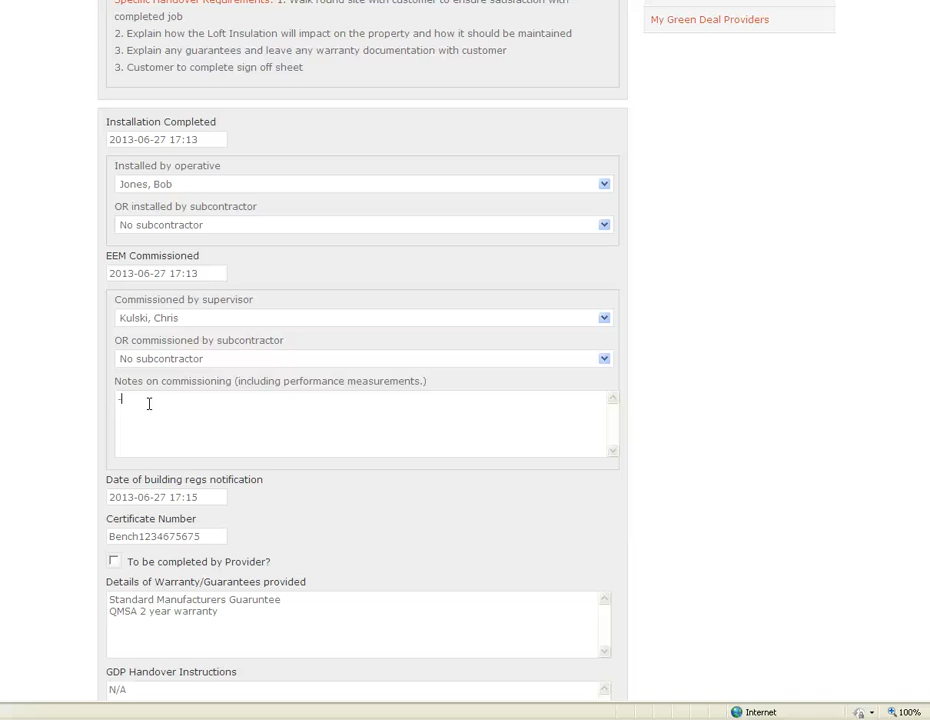 Specific Handover Requirements: 1. Walk round site with customer to ensure satisfaction with
completed job
2. Explain how the Loft Insulation will impact on the property and how it should be maintained
3. Explain any guarantees and leave any warranty documentation with customer
3. Customer to complete sign off sheet
My Green Deal Providers
Installation Completed
2013-06-27 17:13
Installed by operative
Jones, Bob
OR installed by subcontractor
No subcontractor
EEM Commissioned
2013-06-27 17:13
Commissioned by supervisor
Kulski, Chris
OR commissioned by subcontractor
No subcontractor
Notes on commissioning (including performance measurements.)
-
Date of building regs notification
2013-06-27 17:15
Certificate Number
Bench1234675675
To be completed by Provider?
Details of Warranty/Guarantees provided
Standard Manufacturers Guaruntee
QMSA 2 year warranty
GDP Handover Instructions
N/A
Internet
100%